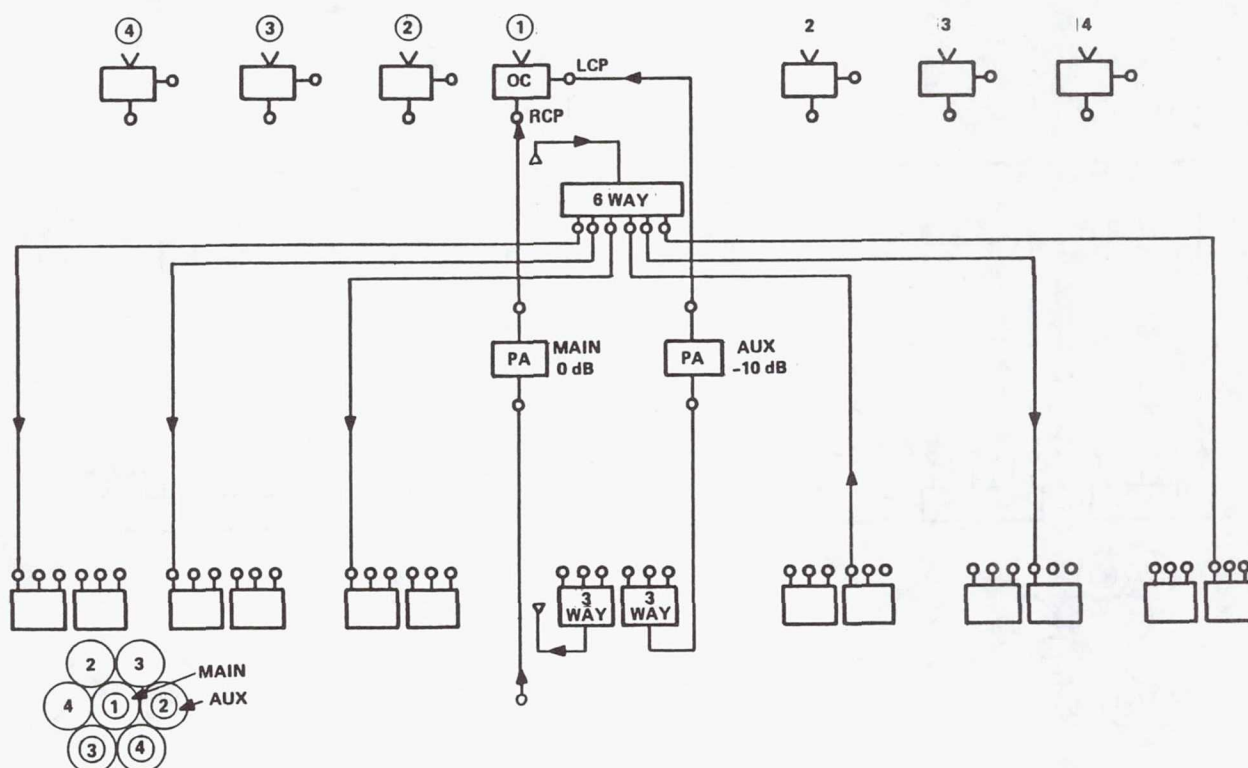 ④ ③ ② ① 2 3 4
OC LCP
RCP
6 WAY
PA MAIN 0 dB
PA AUX -10 dB
3 WAY
3 WAY
2 3
MAIN
4 ① ② AUX
③ ④